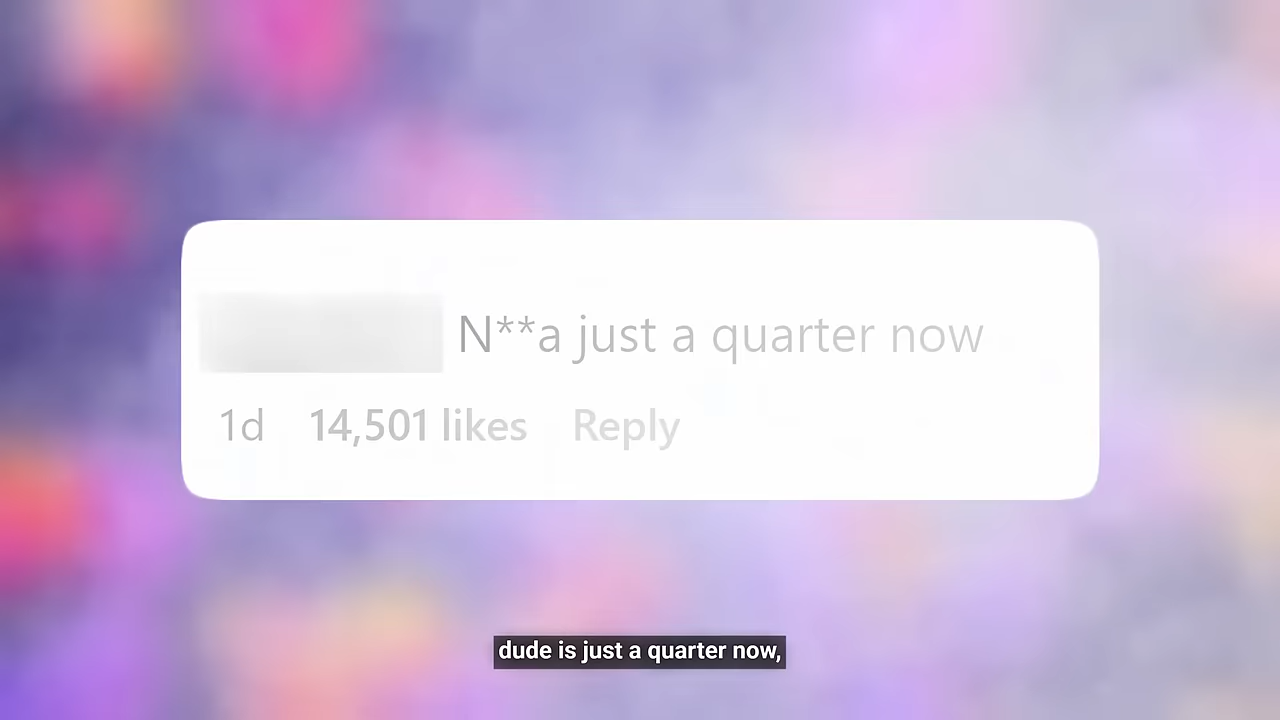 N**a just a quarter now
1d 14,501 likes Reply
dude is just a quarter now,